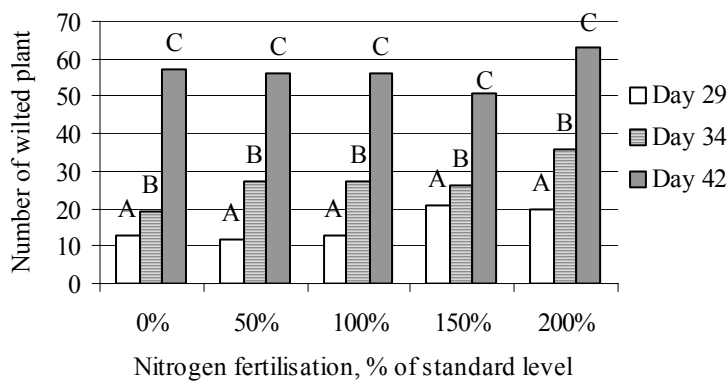 Number of wilted plant
70
60
50
40
30
20
10
0
A B C
A B C
A B C
A B C
A B C
0% 50% 100% 150% 200%
Nitrogen fertilisation, % of standard level
Day 29
Day 34
Day 42